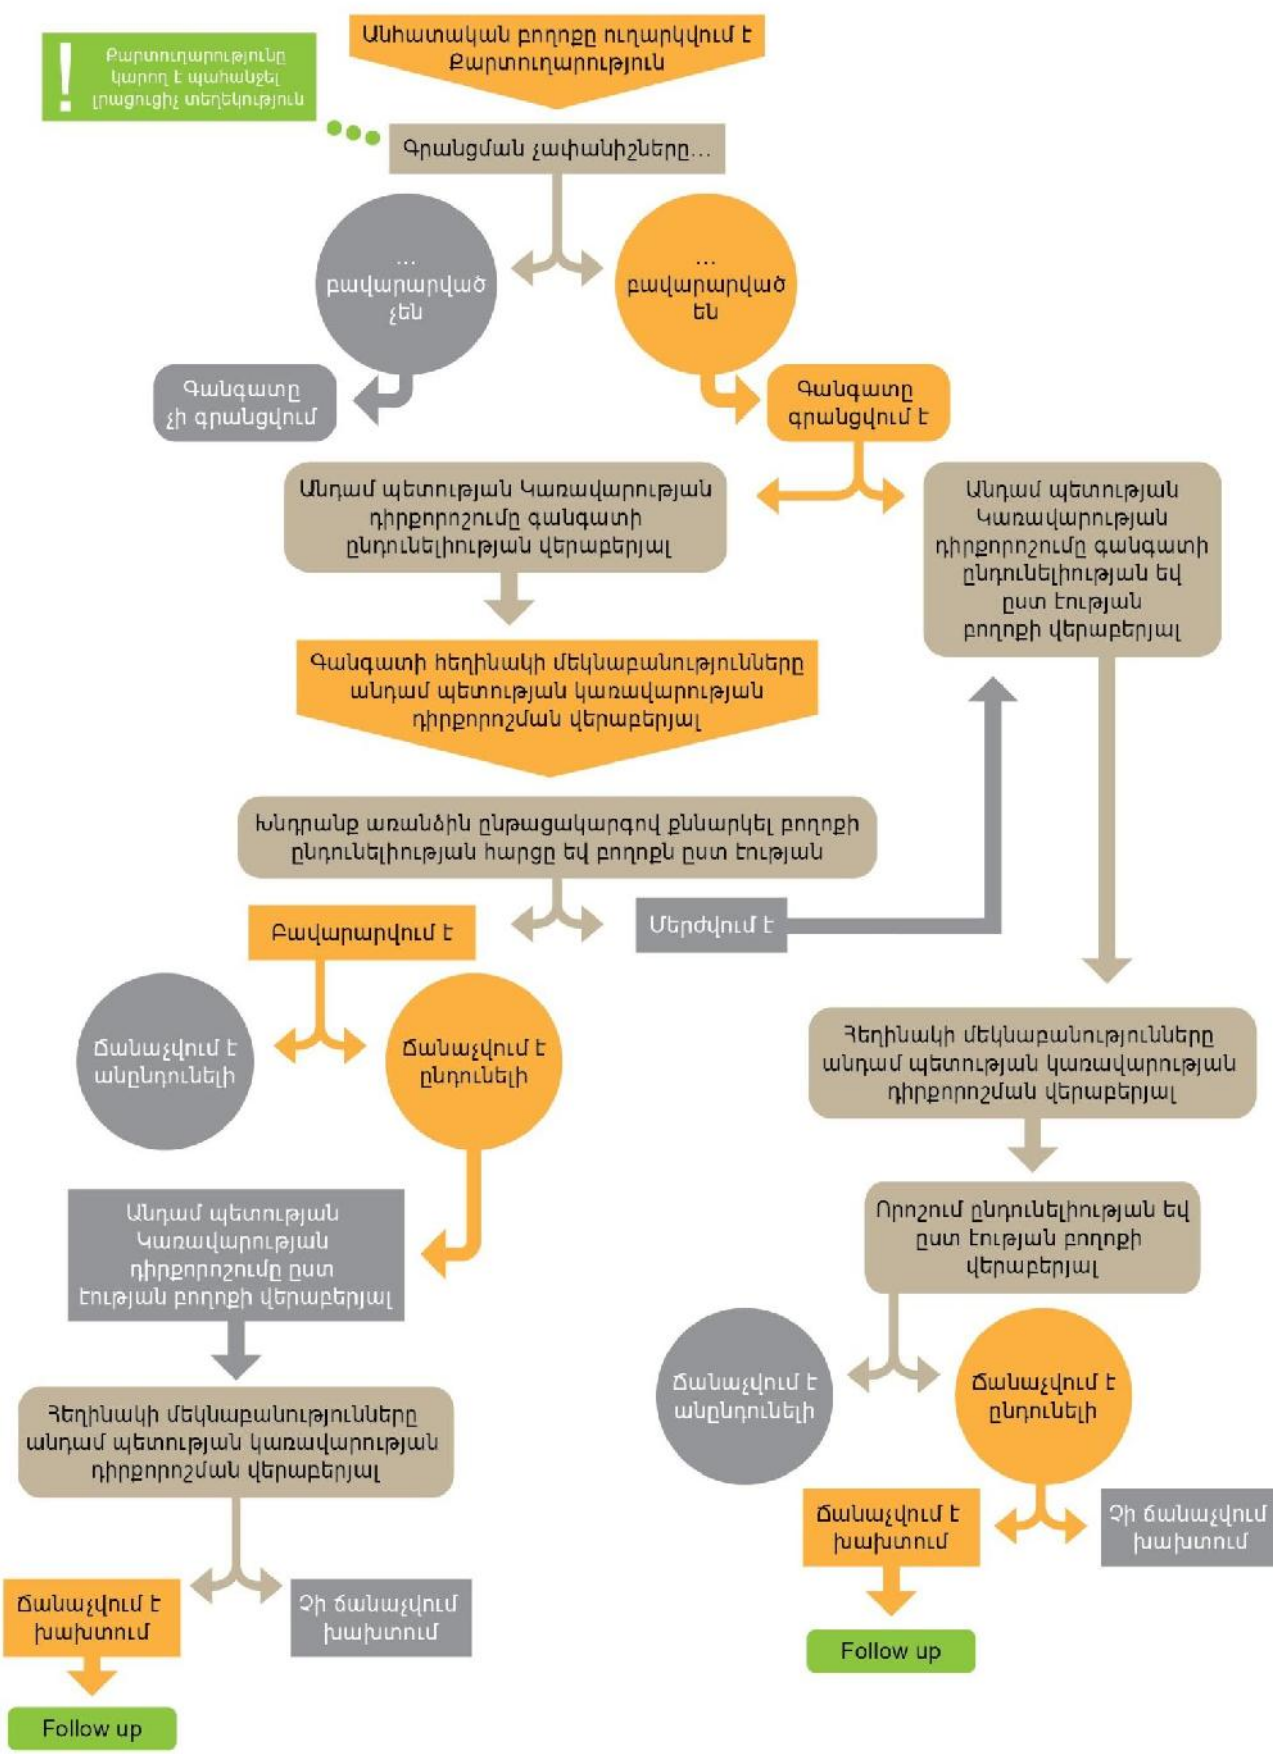 Անհատական բողոքը ուղարկվում է
Քարտուղարություն
!
Քարտուղարությունը
կարող է պահանջել
լրացուցիչ տեղեկություն
Գրանցման չափանիշները...
...
բավարարված
չեն
...
բավարարված
են
Գանգատը
չի գրանցվում
Գանգատը
գրանցվում է
Անդամ պետության Կառավարության
դիրքորոշումը գանգատի
ընդունելիության վերաբերյալ
Անդամ պետության
Կառավարության
դիրքորոշումը գանգատի
ընդունելիության եվ
ըստ էության
բողոքի վերաբերյալ
Գանգատի հեղինակի մեկնաբանությունները
անդամ պետության կառավարության
դիրքորոշման վերաբերյալ
Խնդրանք առանձին ընթացակարգով քննարկել բողոքի
ընդունելիության հարցը եվ բողոքն ըստ էության
Բավարարվում է
Մերժվում է
Ճանաչվում է
անընդունելի
Ճանաչվում է
ընդունելի
Հեղինակի մեկնաբանությունները
անդամ պետության կառավարության
դիրքորոշման վերաբերյալ
Անդամ պետության
Կառավարության
դիրքորոշումը ըստ
էության բողոքի վերաբերյալ
Որոշում ընդունելիության եվ
ըստ էության բողոքի
վերաբերյալ
Հեղինակի մեկնաբանությունները
անդամ պետության կառավարության
դիրքորոշման վերաբերյալ
Ճանաչվում է
անընդունելի
Ճանաչվում է
ընդունելի
Ճանաչվում է
խախտում
Չի ճանաչվում
խախտում
Ճանաչվում է
խախտում
Չի ճանաչվում
խախտում
Follow up
Follow up